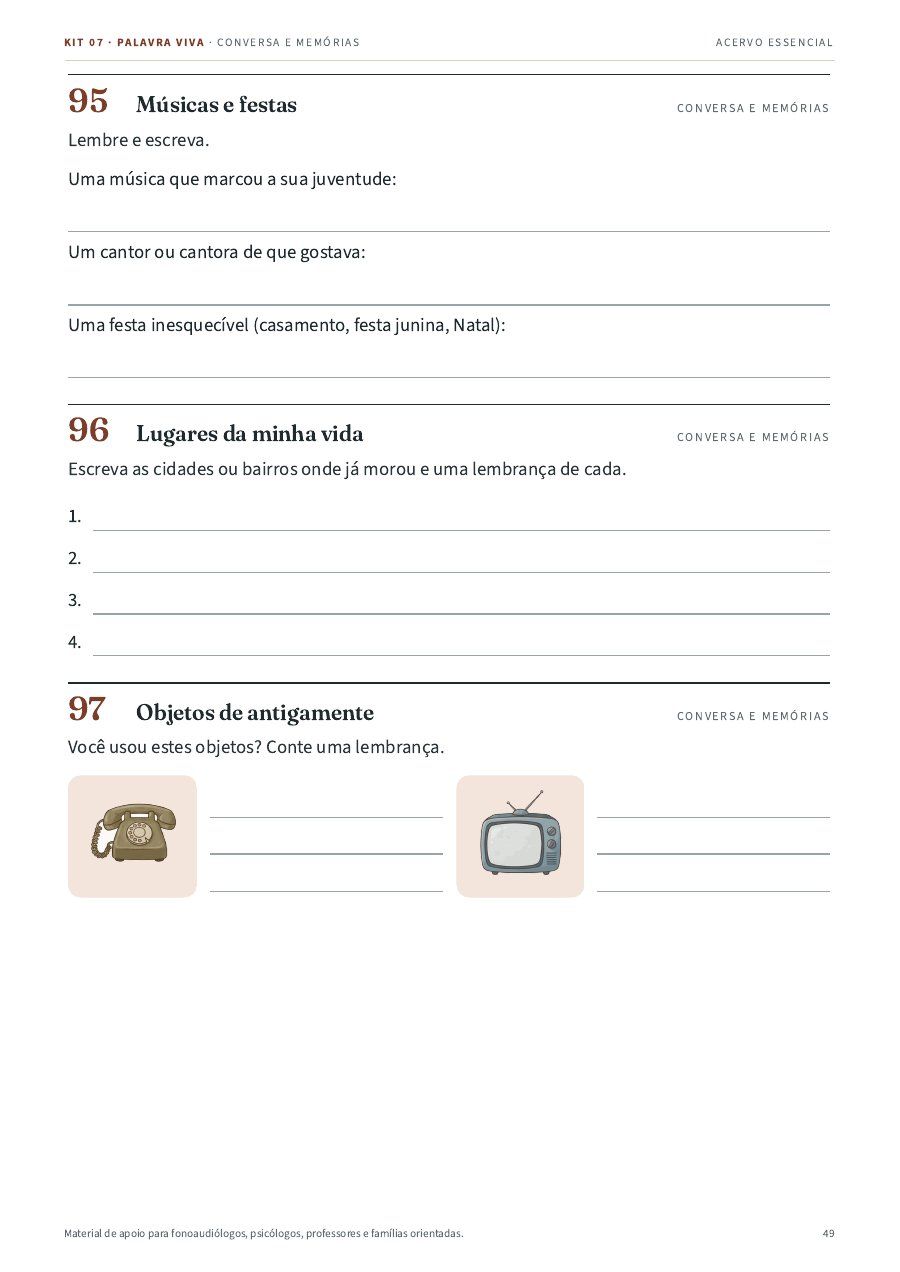 KIT 07 · PALAVRA VIVA · CONVERSA E MEMÓRIAS
ACERVO ESSENCIAL
95 Músicas e festas
CONVERSA E MEMÓRIAS
Lembre e escreva.
Uma música que marcou a sua juventude:
Um cantor ou cantora de que gostava:
Uma festa inesquecível (casamento, festa junina, Natal):
96 Lugares da minha vida
CONVERSA E MEMÓRIAS
Escreva as cidades ou bairros onde já morou e uma lembrança de cada.
1.
2.
3.
4.
97 Objetos de antigamente
CONVERSA E MEMÓRIAS
Você usou estes objetos? Conte uma lembrança.
Material de apoio para fonoaudiólogos, psicólogos, professores e famílias orientadas.
49